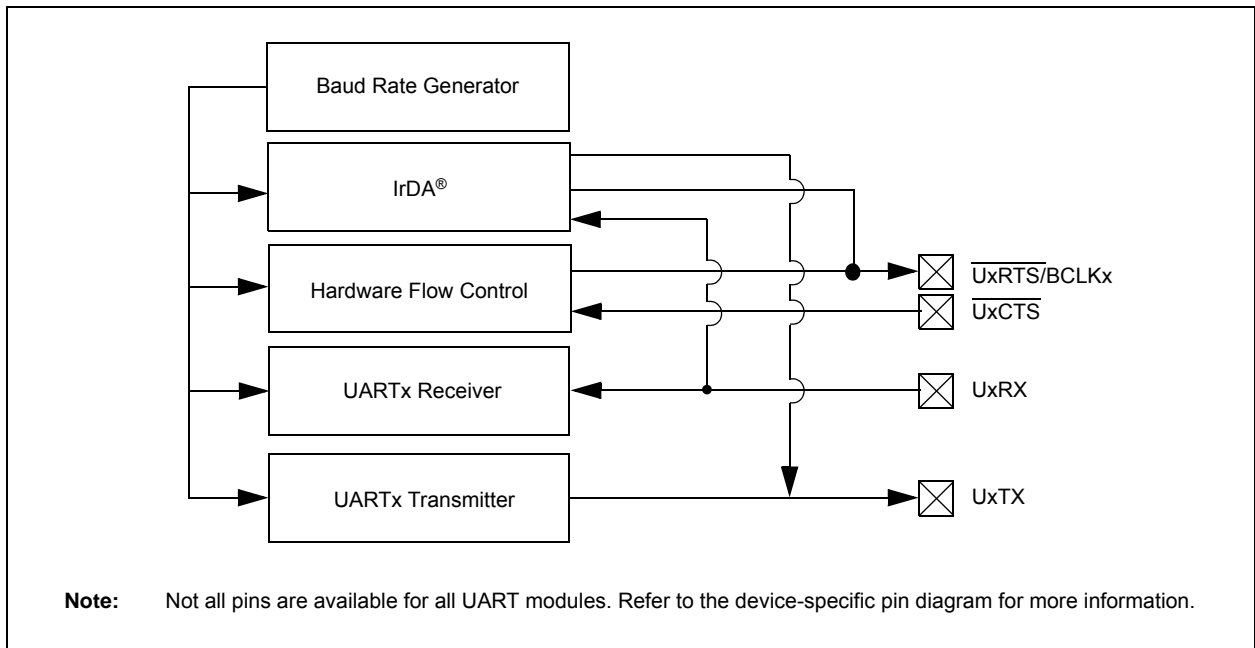 Baud Rate Generator
IrDA®
Hardware Flow Control
UxRTS/BCLKx
UxCTS
UARTx Receiver
UxRX
UARTx Transmitter
UxTX
Note: Not all pins are available for all UART modules. Refer to the device-specific pin diagram for more information.